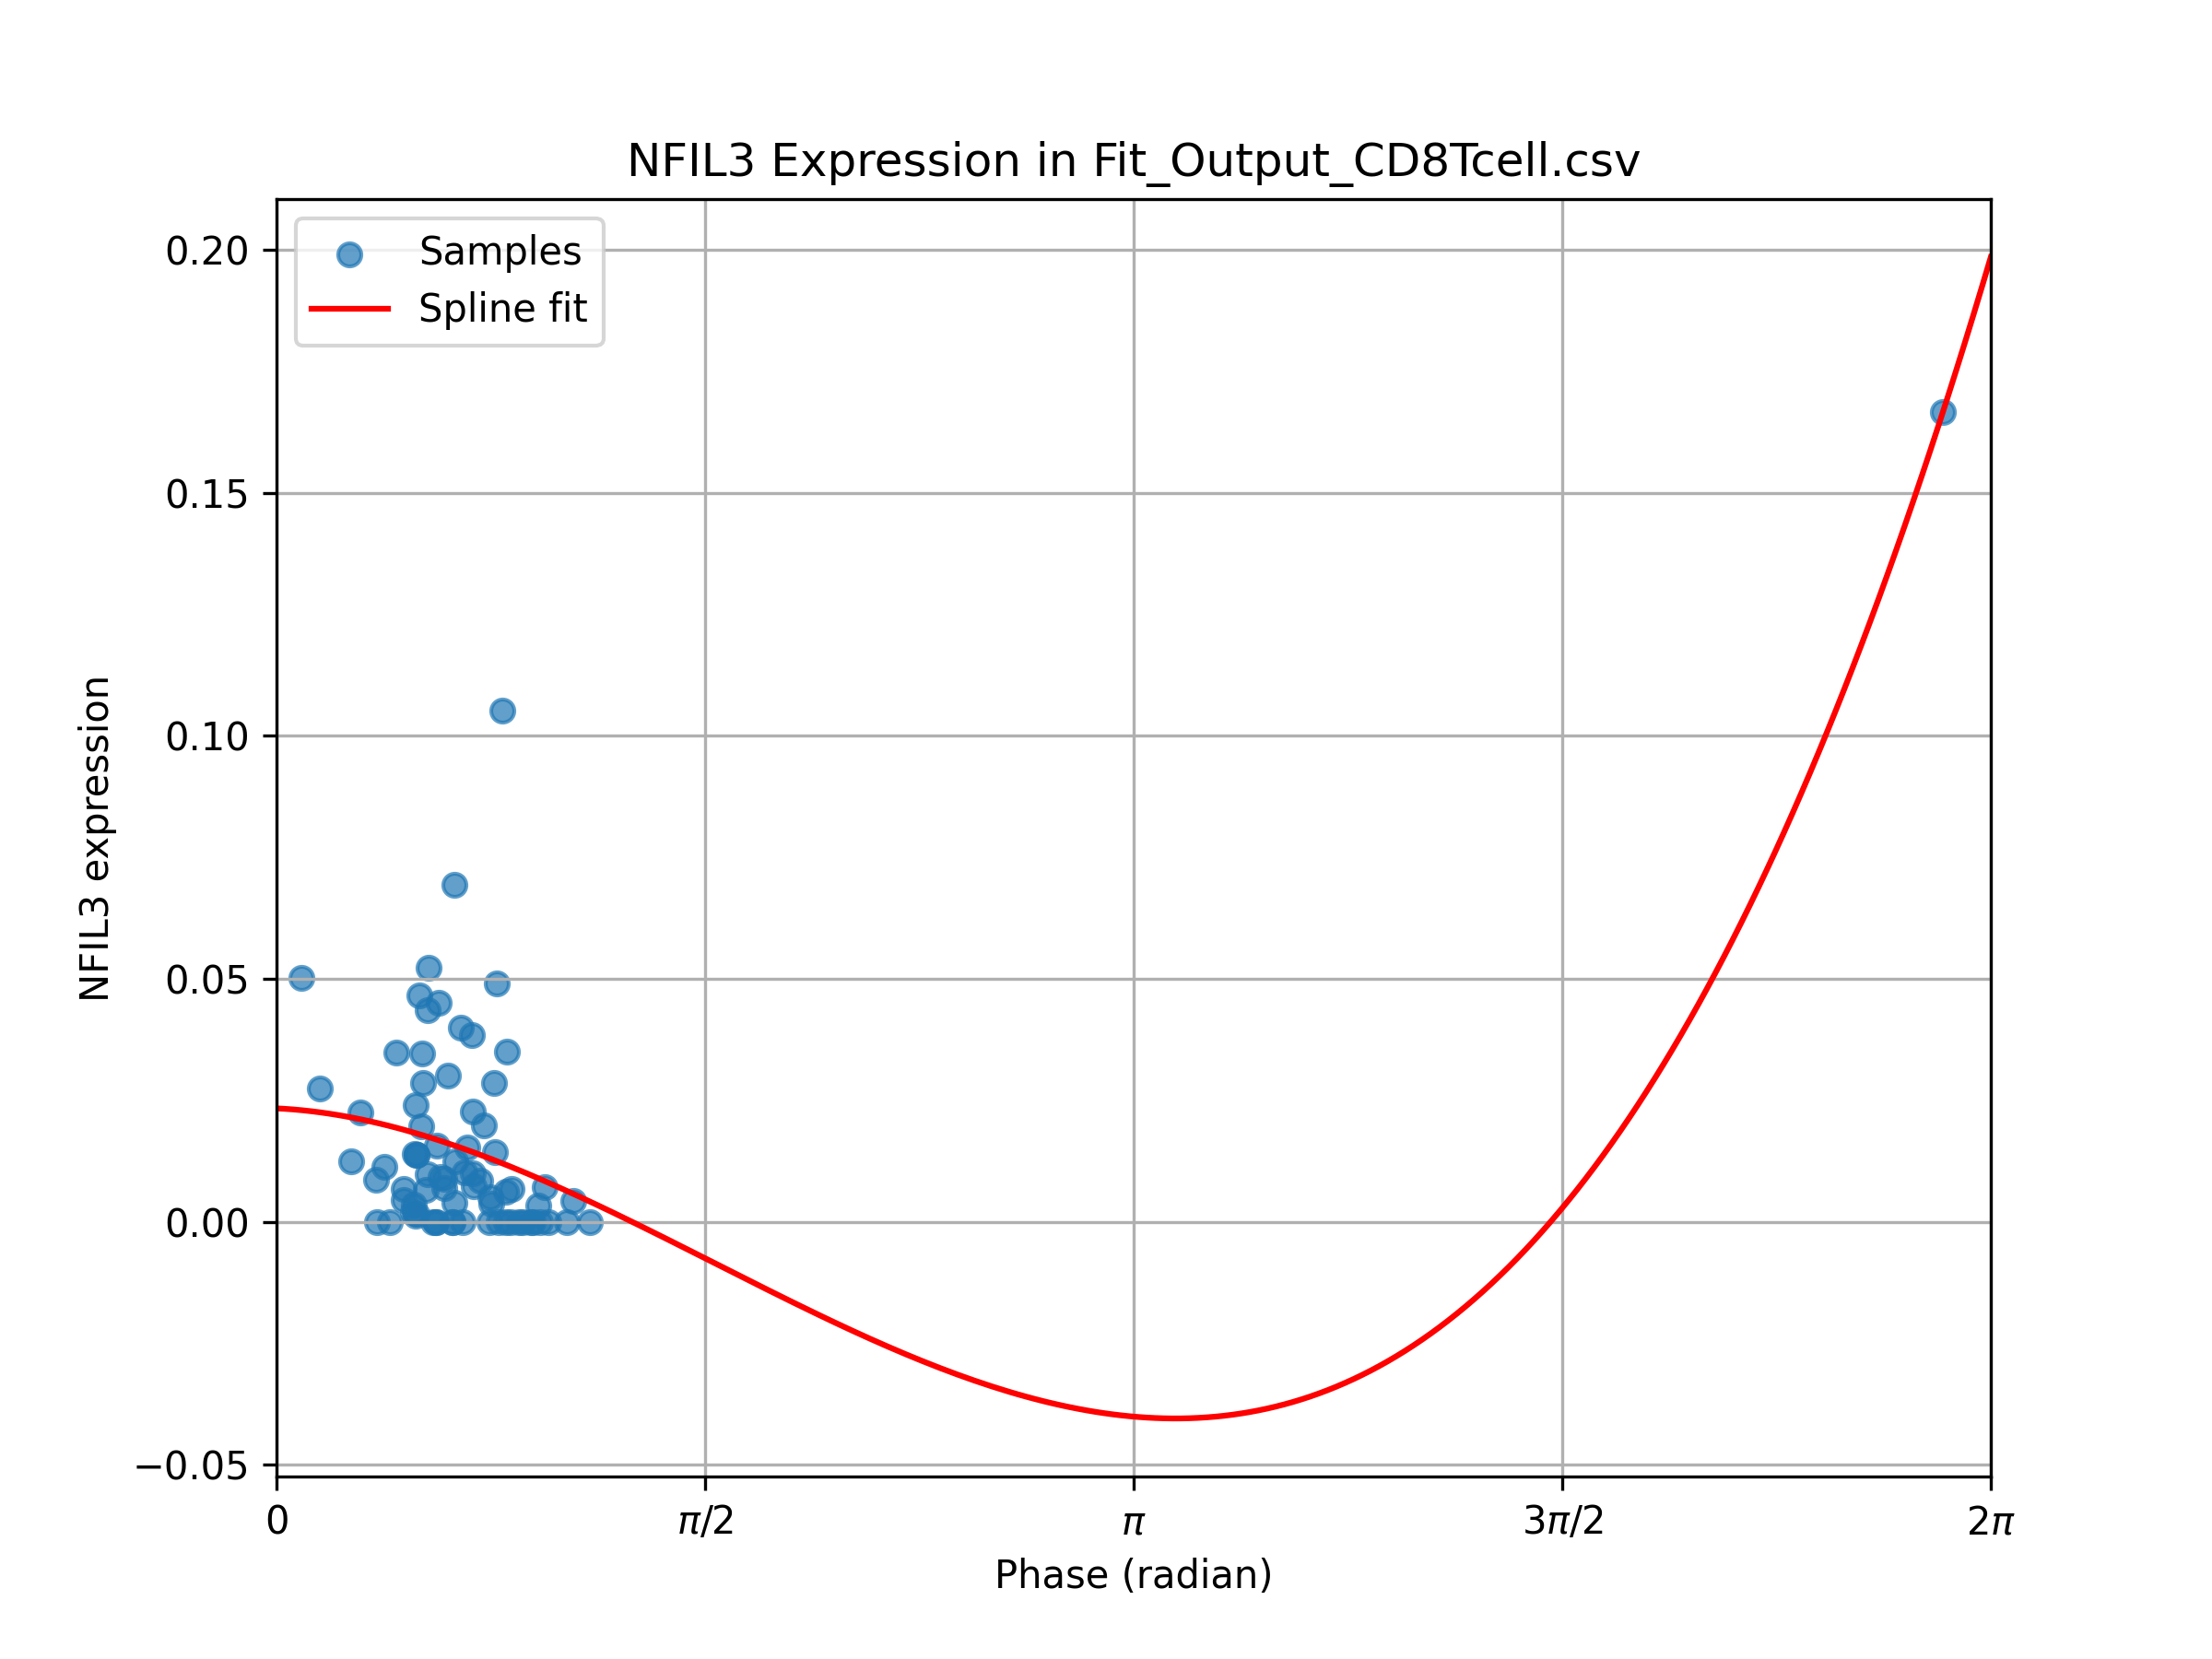 NFIL3 Expression in Fit_Output_CD8Tcell.csv
Samples
Spline fit
0.20
0.15
0.10
0.05
0.00
−0.05
NFIL3 expression
0
π/2
π
3π/2
2π
Phase (radian)